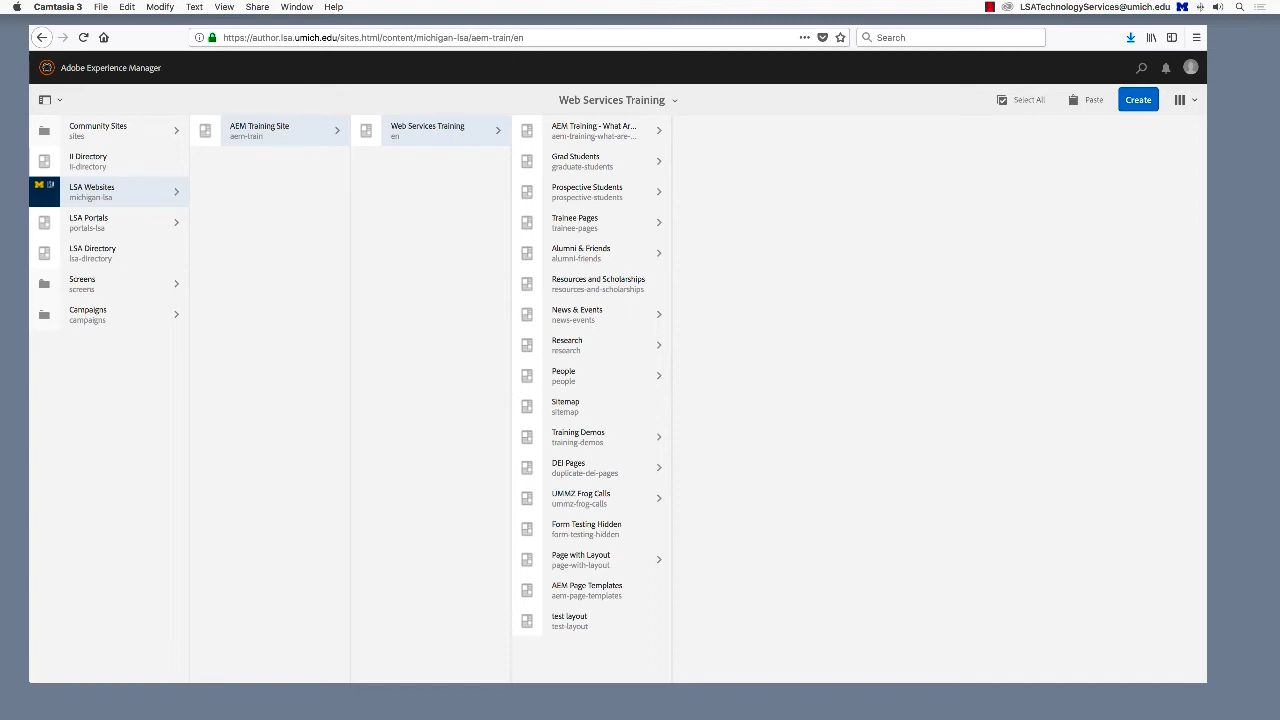 Camtasia 3 File Edit Modify Text View Share Window Help LSATechnologyServices@umich.edu
https://author.lsa.umich.edu/sites.html/content/michigan-lsa/aem-train/en
Search
Adobe Experience Manager
Web Services Training
Select All
Paste
Create
Community Sites
sites
II Directory
ii-directory
LSA Websites
michigan-lsa
LSA Portals
portals-lsa
LSA Directory
lsa-directory
Screens
screens
Campaigns
campaigns
AEM Training Site
aem-train
Web Services Training
en
AEM Training - What Ar...
aem-training-what-are-...
Grad Students
graduate-students
Prospective Students
prospective-students
Trainee Pages
trainee-pages
Alumni & Friends
alumni-friends
Resources and Scholarships
resources-and-scholarships
News & Events
news-events
Research
research
People
people
Sitemap
sitemap
Training Demos
training-demos
DEI Pages
duplicate-dei-pages
UMMZ Frog Calls
ummz-frog-calls
Form Testing Hidden
form-testing-hidden
Page with Layout
page-with-layout
AEM Page Templates
aem-page-templates
test layout
test-layout